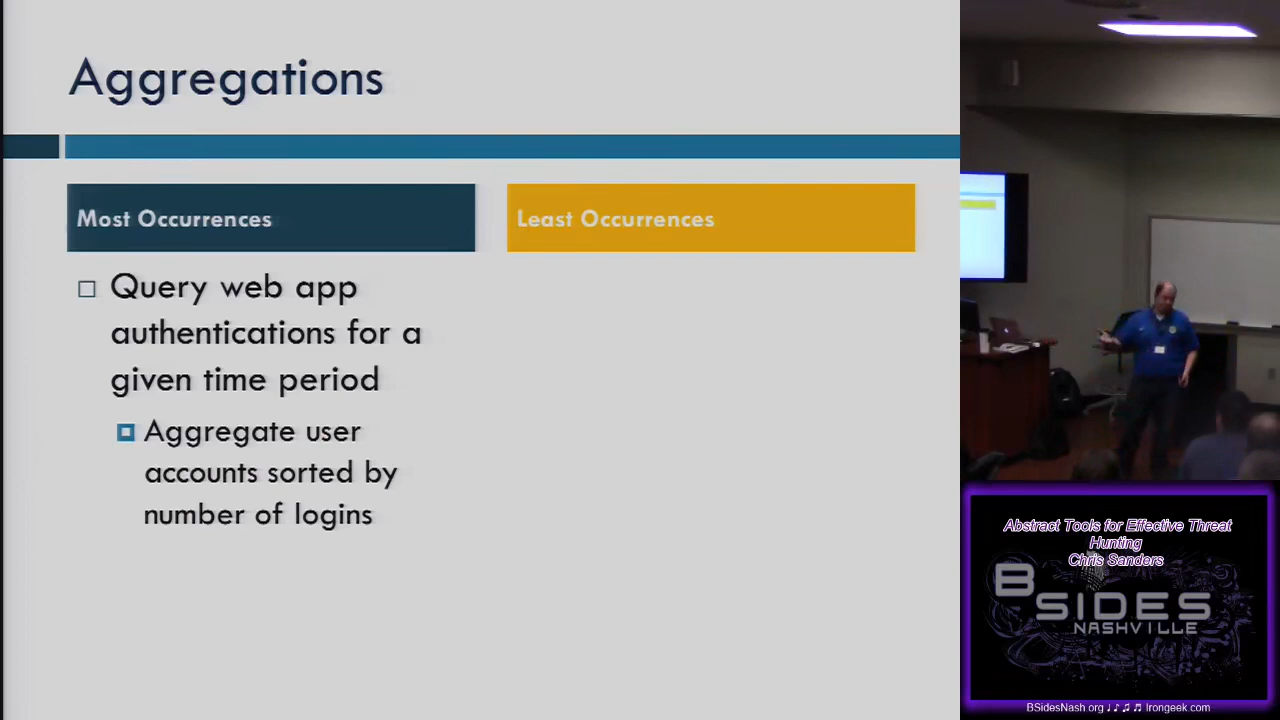 Aggregations
Most Occurrences
Least Occurrences
Query web app
authentications for a
given time period
Aggregate user
accounts sorted by
number of logins
Abstract Tools for Effective Threat
Hunting
Chris Sanders
BSIDES
NASHVILLE
BSidesNash.org ♩ ♪ ♫ ♬ Irongeek.com